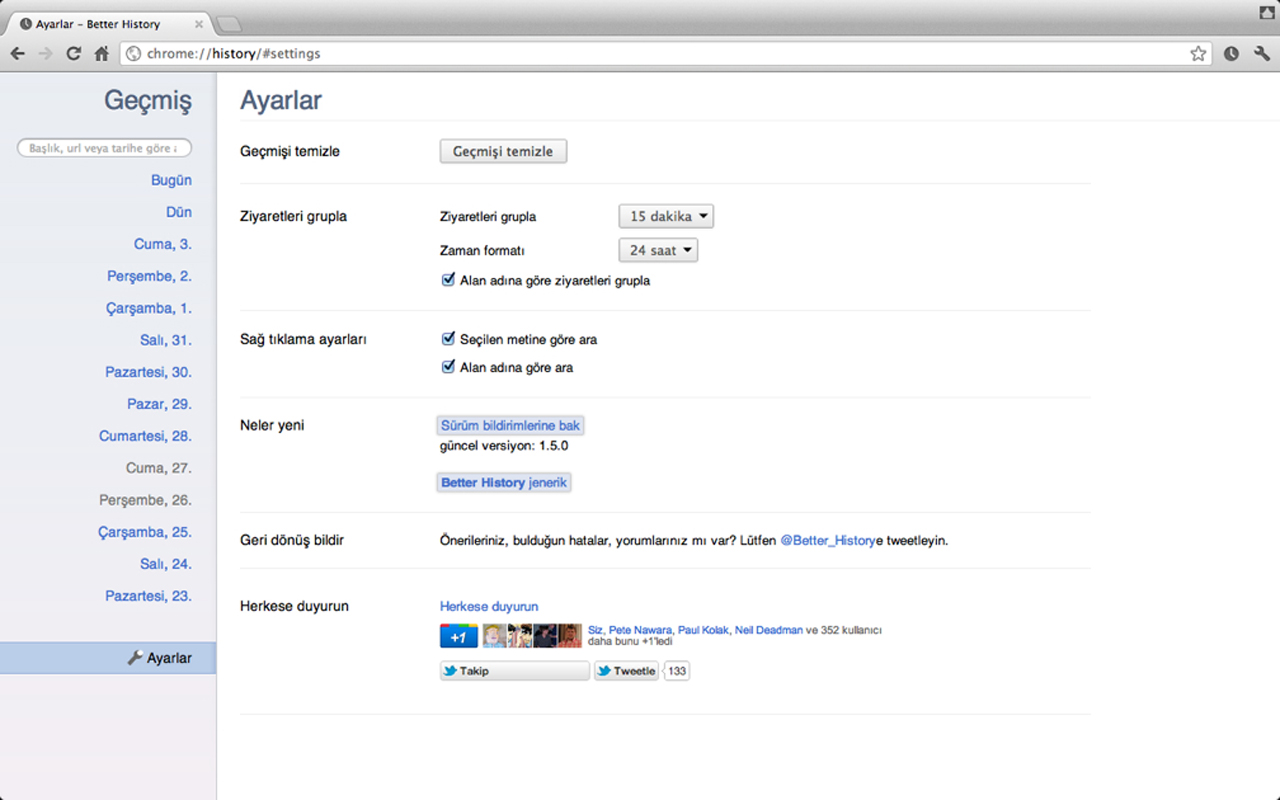 Ayarlar – Better History
chrome://history/#settings
Geçmiş
Başlık, url veya tarihe göre a
Bugün
Dün
Cuma, 3.
Perşembe, 2.
Çarşamba, 1.
Salı, 31.
Pazartesi, 30.
Pazar, 29.
Cumartesi, 28.
Cuma, 27.
Perşembe, 26.
Çarşamba, 25.
Salı, 24.
Pazartesi, 23.
Ayarlar
Ayarlar
Geçmişi temizle Geçmişi temizle
Ziyaretleri grupla Ziyaretleri grupla 15 dakika
Zaman formatı 24 saat
Alan adına göre ziyaretleri grupla
Sağ tıklama ayarları Seçilen metine göre ara
Alan adına göre ara
Neler yeni Sürüm bildirimlerine bak
güncel versiyon: 1.5.0
Better History jenerik
Geri dönüş bildir Önerileriniz, bulduğun hatalar, yorumlarınız mı var? Lütfen @Better_Historye tweetleyin.
Herkese duyurun Herkese duyurun
+1 Siz, Pete Nawara, Paul Kolak, Neil Deadman ve 352 kullanıcı
daha bunu +1'ledi
Takip Tweetle 133